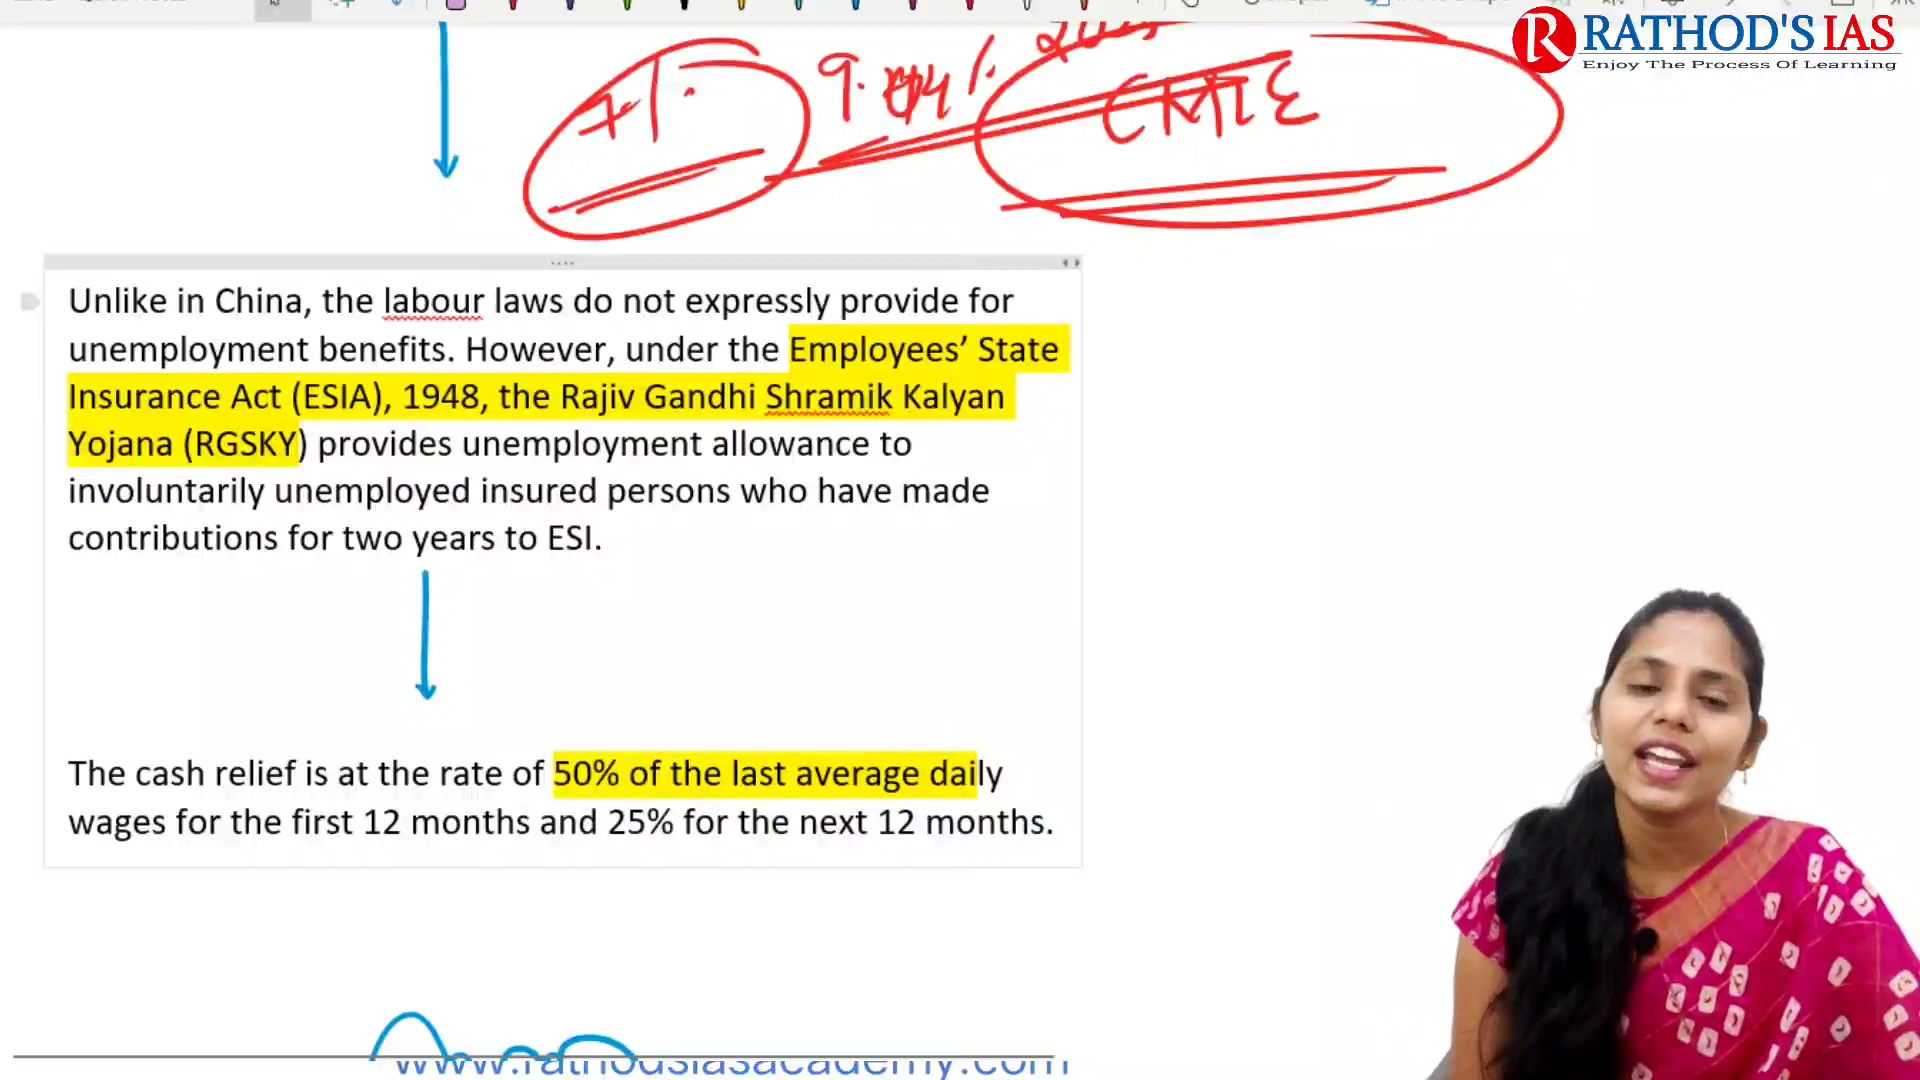 RATHOD'S IAS
Enjoy The Process Of Learning
CMIE
Unlike in China, the labour laws do not expressly provide for
unemployment benefits. However, under the Employees’ State
Insurance Act (ESIA), 1948, the Rajiv Gandhi Shramik Kalyan
Yojana (RGSKY) provides unemployment allowance to
involuntarily unemployed insured persons who have made
contributions for two years to ESI.
The cash relief is at the rate of 50% of the last average daily
wages for the first 12 months and 25% for the next 12 months.
www.rathodsiasacademy.com